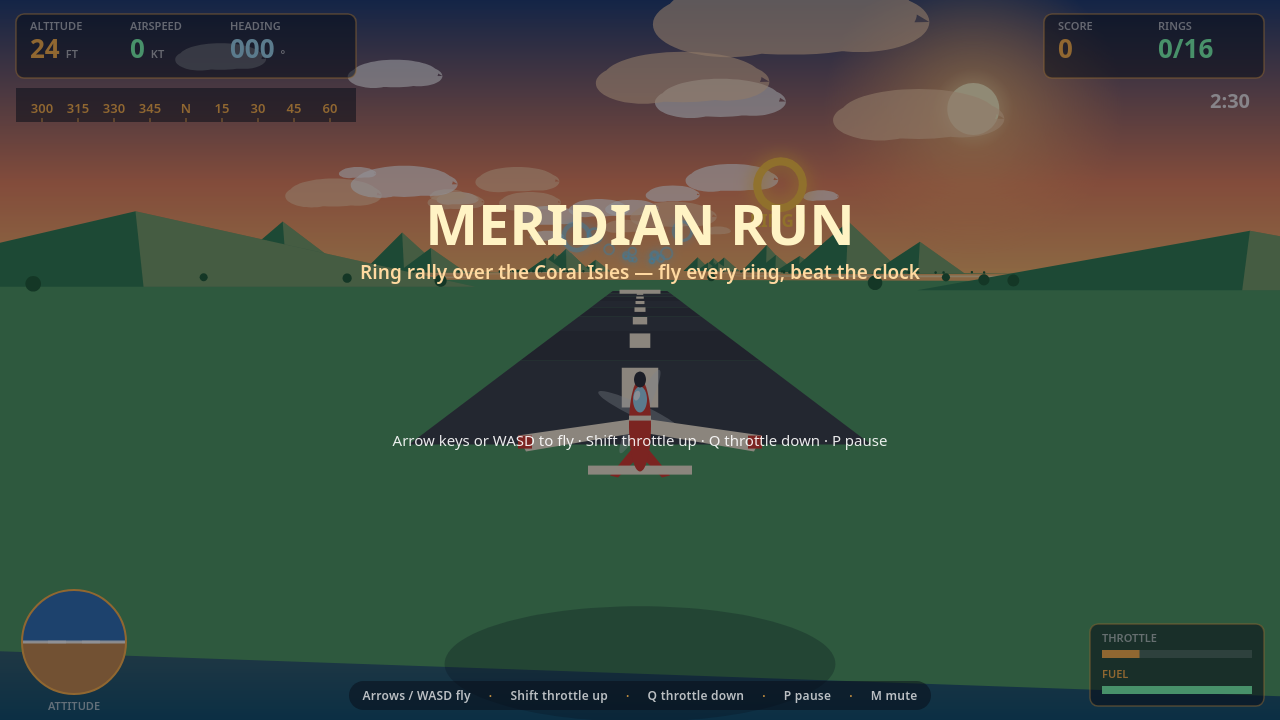 ALTITUDE AIRSPEED HEADING
24 FT 0 KT 000 °
300 315 330 345 N 15 30 45 60
SCORE RINGS
0 0/16
2:30
MERIDIAN RUN
Ring rally over the Coral Isles — fly every ring, beat the clock
Arrow keys or WASD to fly · Shift throttle up · Q throttle down · P pause
ATTITUDE
Arrows / WASD fly · Shift throttle up · Q throttle down · P pause · M mute
THROTTLE
FUEL